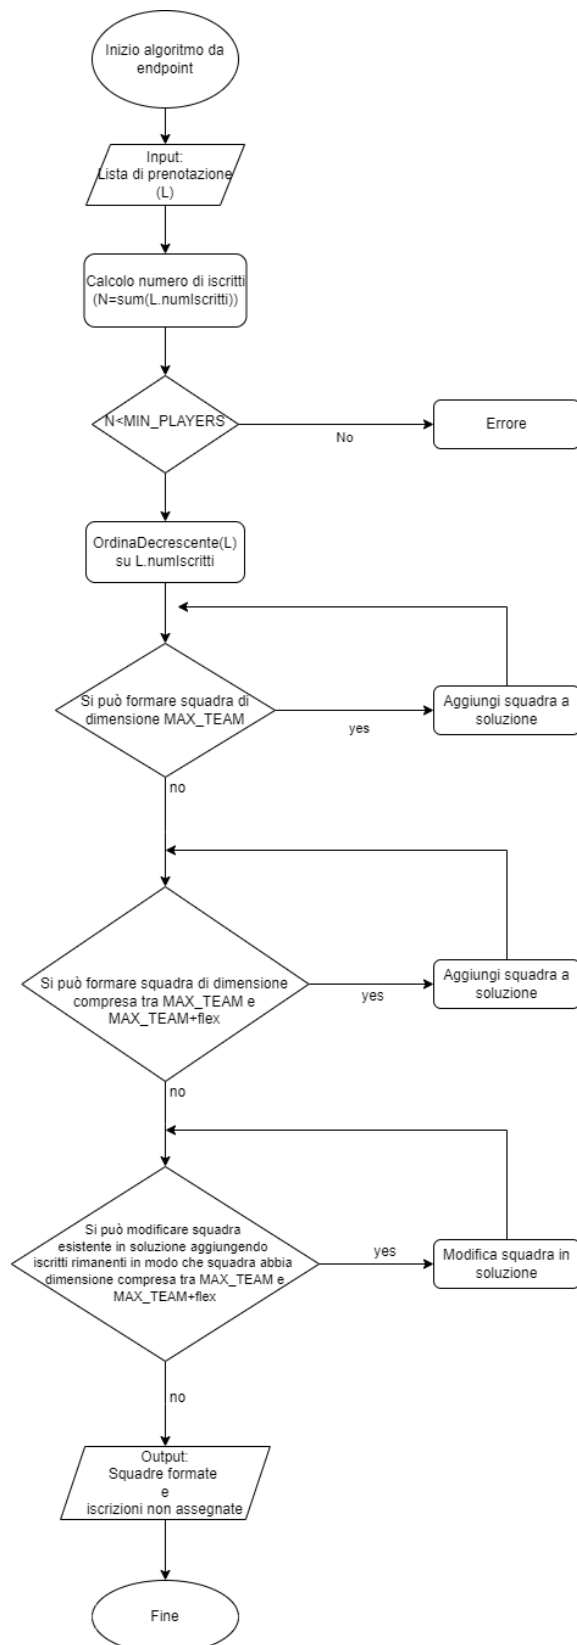 Inizio algoritmo da
endpoint
Input:
Lista di prenotazione
(L)
Calcolo numero di iscritti
(N=sum(L.numIscritti))
N<MIN_PLAYERS
No
Errore
OrdinaDecrescente(L)
su L.numIscritti
Si può formare squadra di
dimensione MAX_TEAM
yes
Aggiungi squadra a
soluzione
no
Si può formare squadra di dimensione
compresa tra MAX_TEAM e
MAX_TEAM+flex
yes
Aggiungi squadra a
soluzione
no
Si può modificare squadra
esistente in soluzione aggiungendo
iscritti rimanenti in modo che squadra abbia
dimensione compresa tra MAX_TEAM e
MAX_TEAM+flex
yes
Modifica squadra in
soluzione
no
Output:
Squadre formate
e
iscrizioni non assegnate
Fine